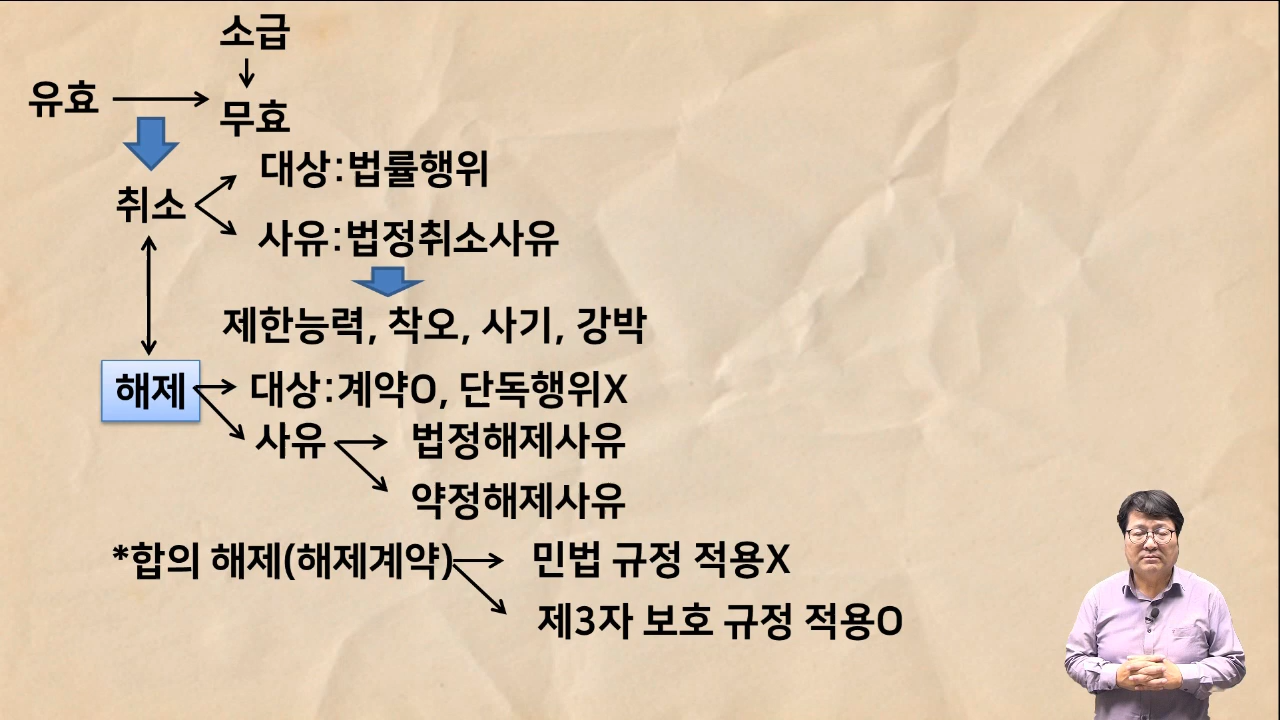 소급
유효
무효
대상:법률행위
취소
사유:법정취소사유
제한능력, 착오, 사기, 강박
해제
대상:계약O, 단독행위X
사유
법정해제사유
약정해제사유
*합의 해제(해제계약)
민법 규정 적용X
제3자 보호 규정 적용O